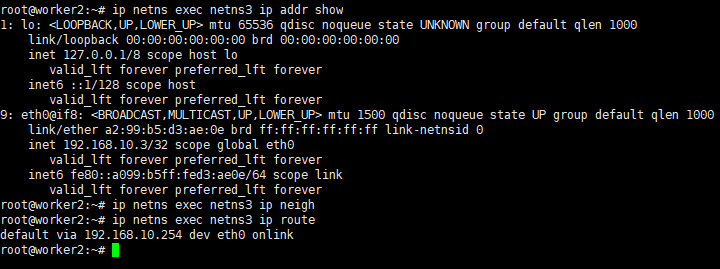 root@worker2:~# ip netns exec netns3 ip addr show
1: lo: <LOOPBACK,UP,LOWER_UP> mtu 65536 qdisc noqueue state UNKNOWN group default qlen 1000
    link/loopback 00:00:00:00:00:00 brd 00:00:00:00:00:00
    inet 127.0.0.1/8 scope host lo
       valid_lft forever preferred_lft forever
    inet6 ::1/128 scope host
       valid_lft forever preferred_lft forever
9: eth0@if8: <BROADCAST,MULTICAST,UP,LOWER_UP> mtu 1500 qdisc noqueue state UP group default qlen 1000
    link/ether a2:99:b5:d3:ae:0e brd ff:ff:ff:ff:ff:ff link-netnsid 0
    inet 192.168.10.3/32 scope global eth0
       valid_lft forever preferred_lft forever
    inet6 fe80::a099:b5ff:fed3:ae0e/64 scope link
       valid_lft forever preferred_lft forever
root@worker2:~# ip netns exec netns3 ip neigh
root@worker2:~# ip netns exec netns3 ip route
default via 192.168.10.254 dev eth0 onlink
root@worker2:~#